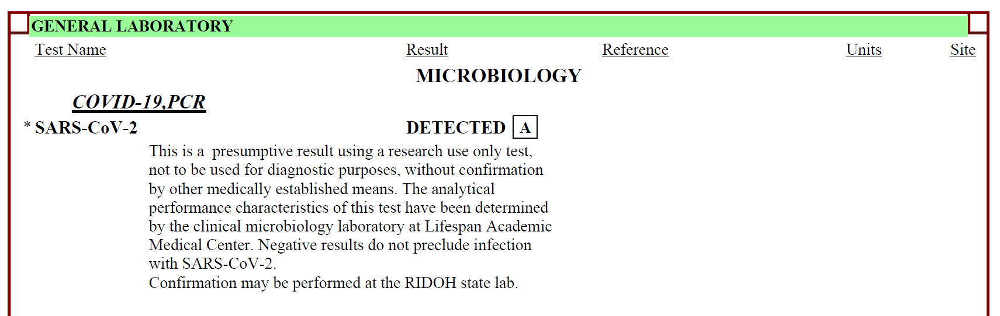 GENERAL LABORATORY
Test Name Result Reference Units Site
MICROBIOLOGY
COVID-19,PCR
* SARS-CoV-2 DETECTED A
This is a  presumptive result using a research use only test,
not to be used for diagnostic purposes, without confirmation
by other medically established means. The analytical
performance characteristics of this test have been determined
by the clinical microbiology laboratory at Lifespan Academic
Medical Center. Negative results do not preclude infection
with SARS-CoV-2.
Confirmation may be performed at the RIDOH state lab.